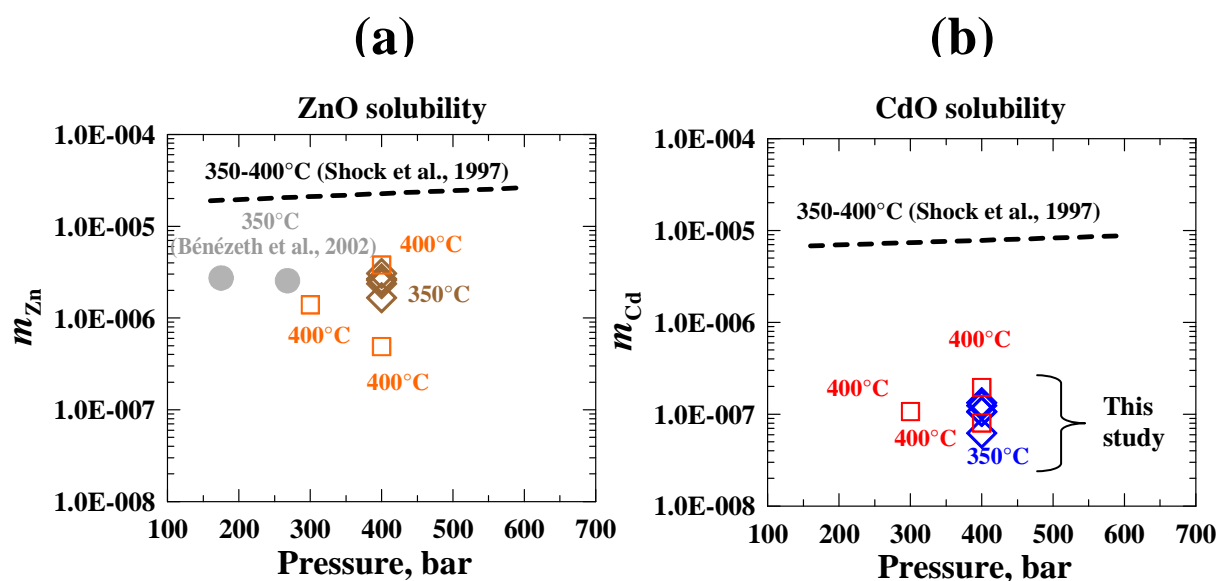 (a)
ZnO solubility
1.0E-004
1.0E-005
1.0E-006
1.0E-007
1.0E-008
m_Zn
350-400°C (Shock et al., 1997)
350°C
(Bénézeth et al., 2002)
400°C
350°C
400°C
400°C
100 200 300 400 500 600 700
Pressure, bar
(b)
CdO solubility
1.0E-004
1.0E-005
1.0E-006
1.0E-007
1.0E-008
m_Cd
350-400°C (Shock et al., 1997)
400°C
400°C
400°C
350°C
This
study
100 200 300 400 500 600 700
Pressure, bar